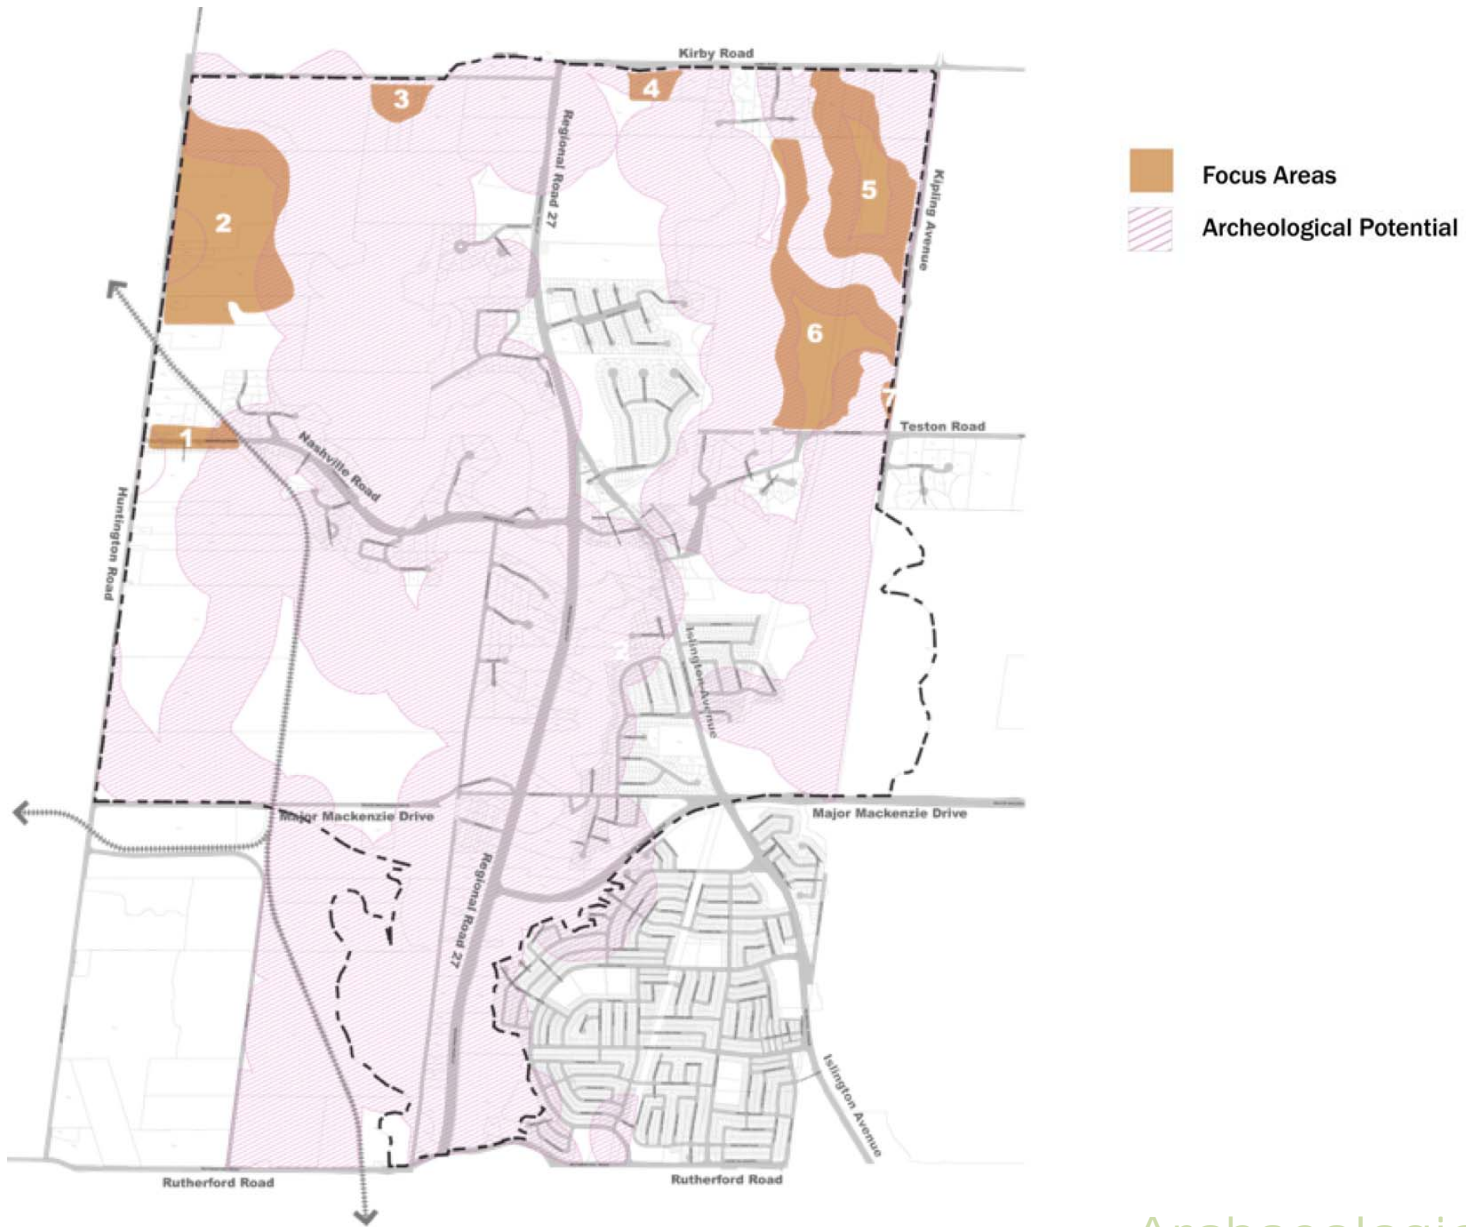 Kirby Road
4
3
5
Regional Road 27
Focus Areas
Kipling Avenue
2
Archeological Potential
6
7
Teston Road
1
Nashville Road
Huntington Road
2
Islington Avenue
Major Mackenzie Drive
Major Mackenzie Drive
Regional Road 27
Islington Avenue
Rutherford Road
Rutherford Road